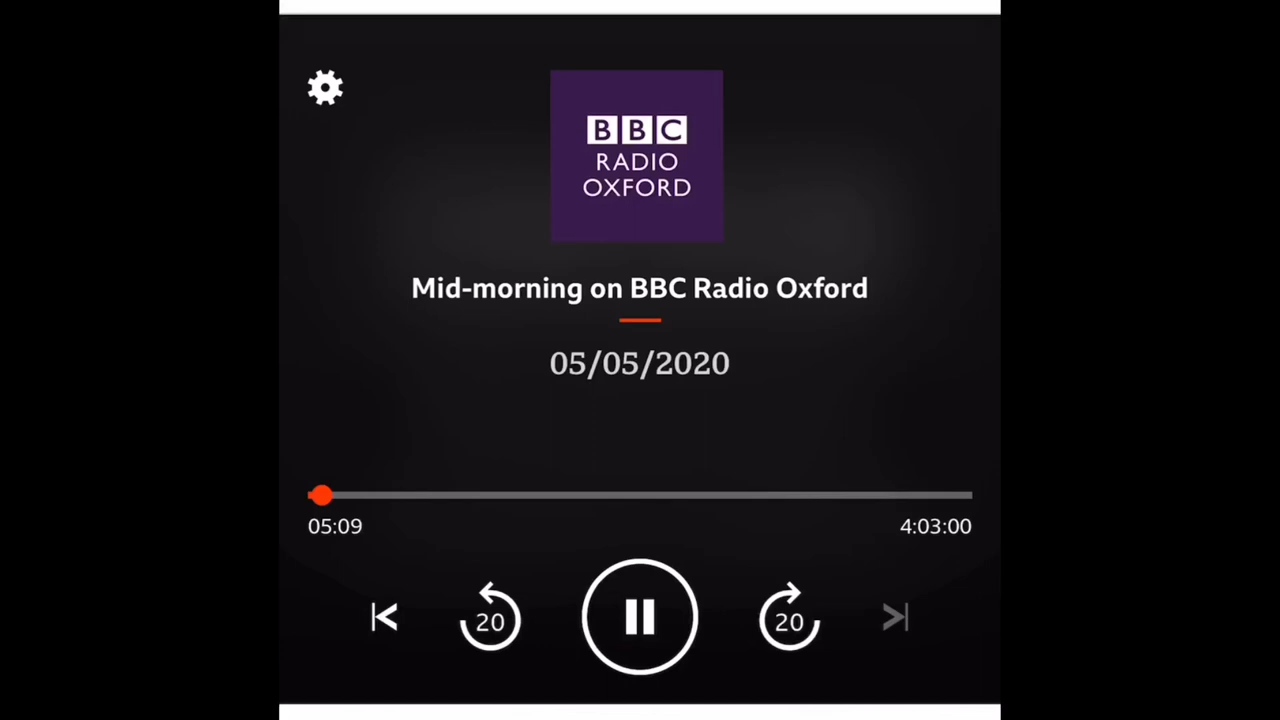 BBC
RADIO
OXFORD
Mid-morning on BBC Radio Oxford
05/05/2020
05:09
4:03:00
20
20